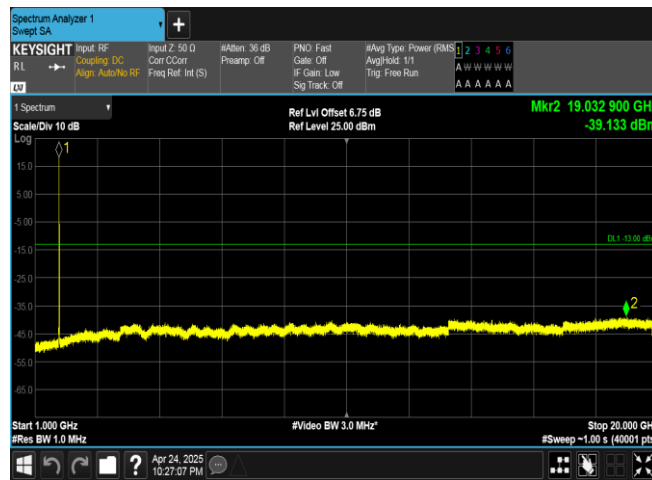 Spectrum Analyzer 1
Swept SA
+
KEYSIGHT
RL
LXI
Input: RF
Coupling: DC
Align: Auto/No RF
Input Z: 50 Ω
Corr CCorr
Freq Ref: Int (S)
#Atten: 36 dB
Preamp: Off
PNO: Fast
Gate: Off
IF Gain: Low
Sig Track: Off
#Avg Type: Power (RMS
Avg|Hold: 1/1
Trig: Free Run
1 2 3 4 5 6
A W W W W W
A A A A A A
1 Spectrum
Scale/Div 10 dB
Log
Ref Lvl Offset 6.75 dB
Ref Level 25.00 dBm
Mkr2 19.032 900 GH
-39.133 dBr
1
15.0
5.00
-5.00
DL1 -13.00 dB
-15.0
-25.0
-35.0
2
-45.0
-55.0
-65.0
Start 1.000 GHz
#Res BW 1.0 MHz
#Video BW 3.0 MHz*
Stop 20.000 GH
#Sweep ~1.00 s (40001 pts
?
Apr 24, 2025
10:27:07 PM